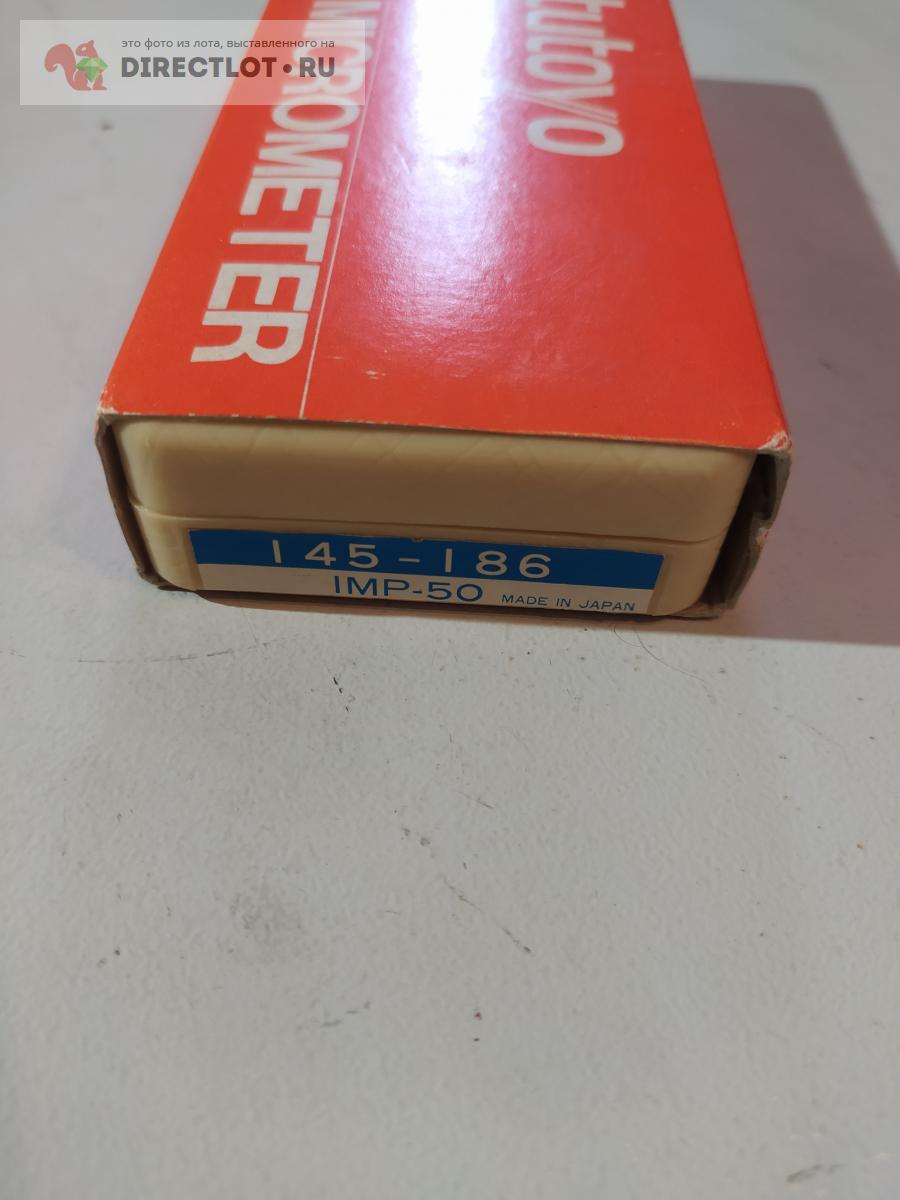 это фото из лота, выставленного на
DIRECTLOT•RU
MICROMETER
145-186
IMP-50 MADE IN JAPAN